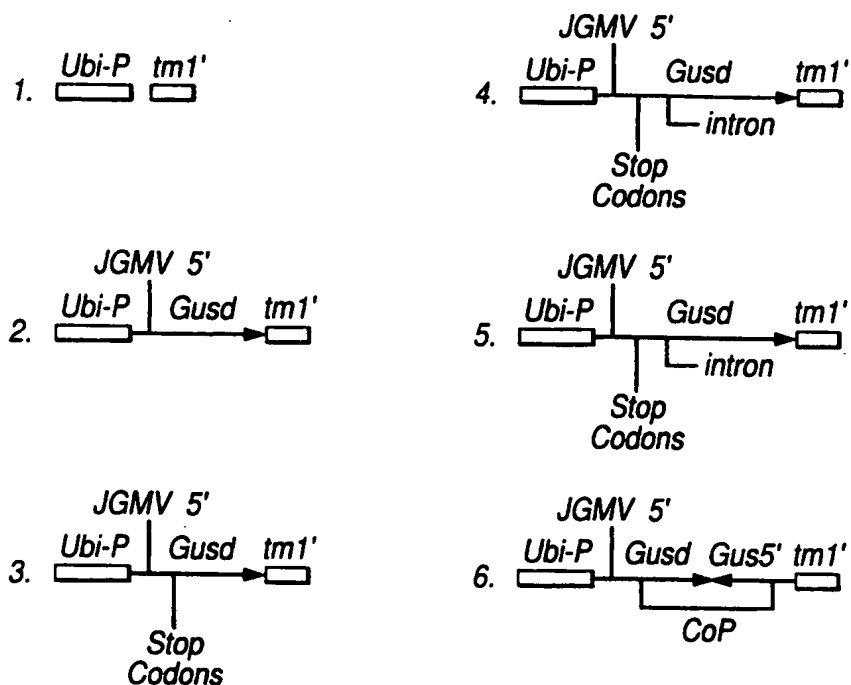 1. Ubi-P tm1'
2. JGMV 5' Ubi-P Gusd tm1'
3. JGMV 5' Ubi-P Gusd tm1'
Stop
Codons
4. JGMV 5' Ubi-P Gusd tm1'
intron
Stop
Codons
5. JGMV 5' Ubi-P Gusd tm1'
intron
Stop
Codons
6. JGMV 5' Ubi-P Gusd Gus5' tm1'
CoP